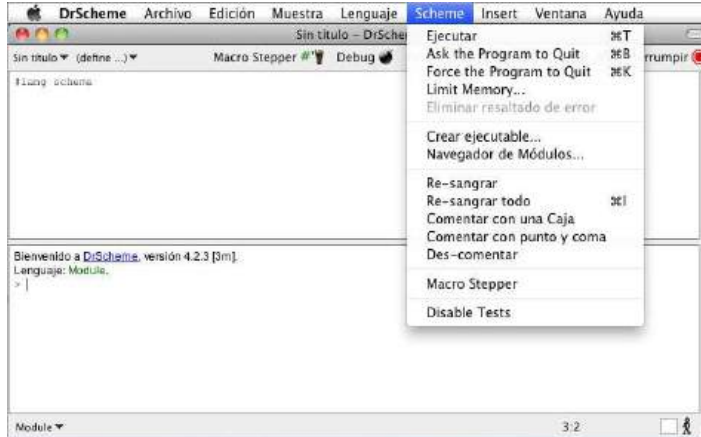 DrScheme Archivo Edición Muestra Lenguaje Scheme Insert Ventana Ayuda
Sin título – DrSche
Sin título (define ...) Macro Stepper #' Debug rrumpir
#lang scheme
Ejecutar ⌘T
Ask the Program to Quit ⌘B
Force the Program to Quit ⌘K
Limit Memory...
Eliminar resaltado de error
Crear ejecutable...
Navegador de Módulos...
Re-sangrar
Re-sangrar todo ⌘I
Comentar con una Caja
Comentar con punto y coma
Des-comentar
Macro Stepper
Disable Tests
Bienvenido a DrScheme, versión 4.2.3 [3m].
Lenguaje: Module.
>
Module 3:2